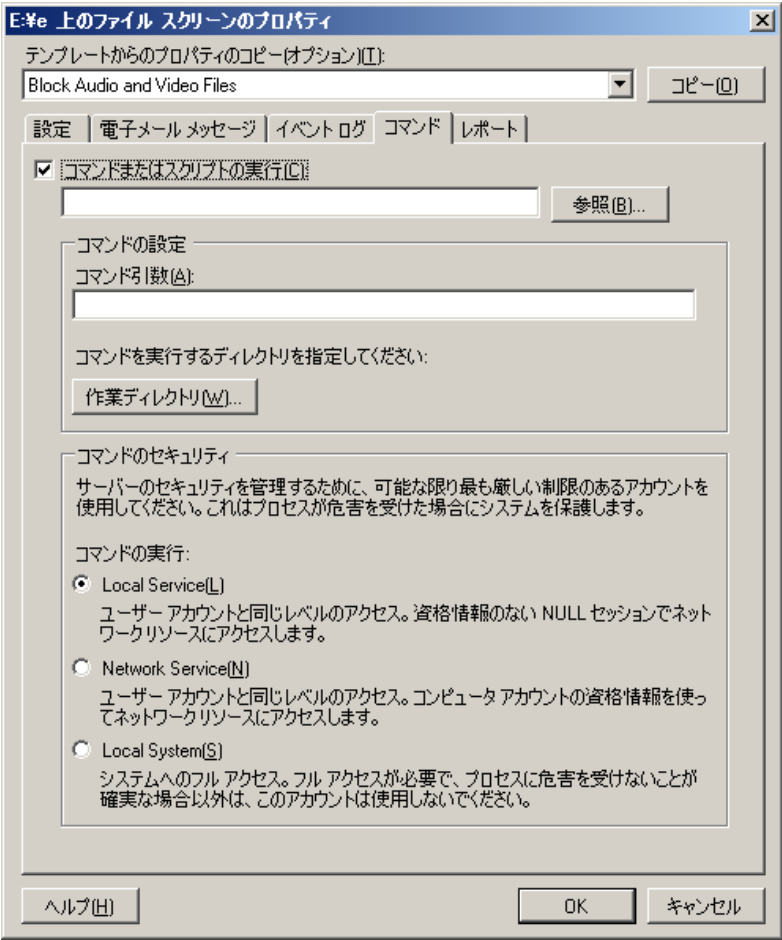 E:¥e 上のファイル スクリーンのプロパティ
テンプレートからのプロパティのコピー(オプション)(T):
Block Audio and Video Files
コピー(O)
設定
電子メール メッセージ
イベント ログ
コマンド
レポート
コマンドまたはスクリプトの実行(C):
参照(B)...
コマンドの設定
コマンド引数(A):
コマンドを実行するディレクトリを指定してください:
作業ディレクトリ(W)...
コマンドのセキュリティ
サーバーのセキュリティを管理するために、可能な限り最も厳しい制限のあるアカウントを
使用してください。これはプロセスが危害を受けた場合にシステムを保護します。
コマンドの実行:
Local Service(L)
ユーザー アカウントと同じレベルのアクセス。資格情報のない NULL セッションでネット
ワーク リソースにアクセスします。
Network Service(N)
ユーザー アカウントと同じレベルのアクセス。コンピュータ アカウントの資格情報を使っ
てネットワーク リソースにアクセスします。
Local System(S)
システムへのフル アクセス。フル アクセスが必要で、プロセスに危害を受けないことが
確実な場合以外は、このアカウントは使用しないでください。
ヘルプ(H)
OK
キャンセル